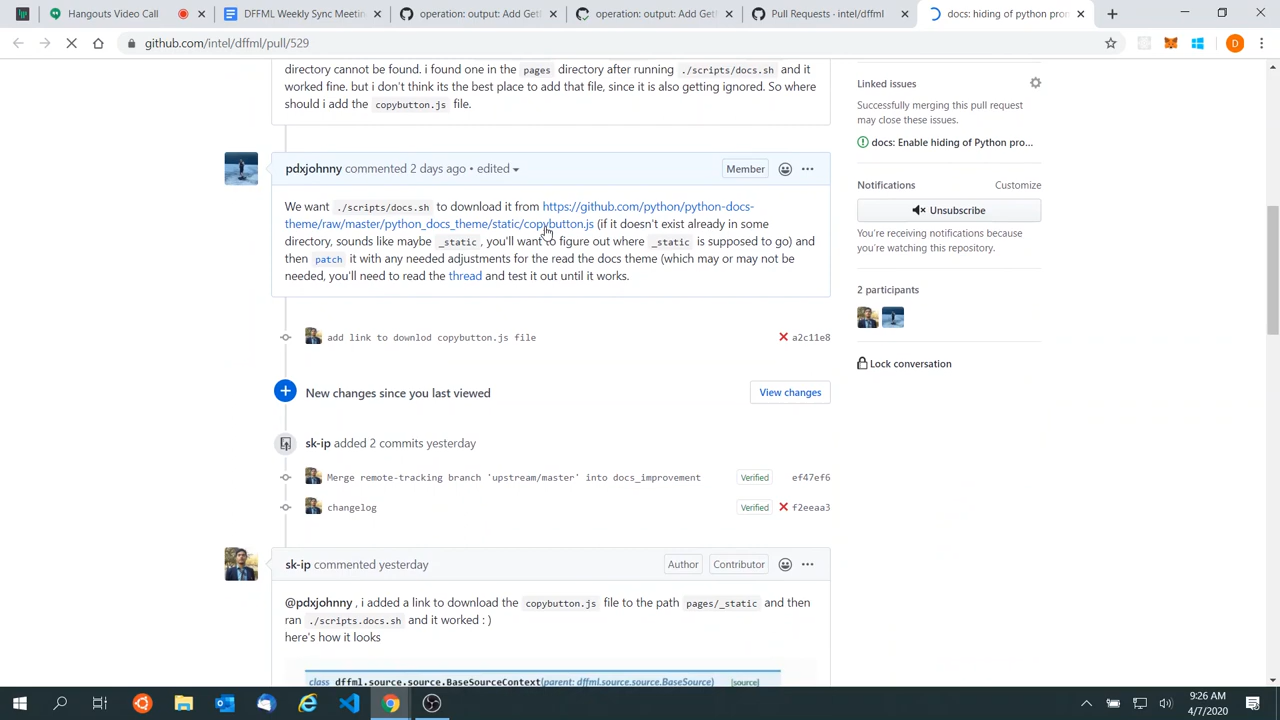 Hangouts Video Call
DFFML Weekly Sync Meetin
operation: output: Add GetI
operation: output: Add GetI
Pull Requests · intel/dffml
docs: hiding of python pron
github.com/intel/dffml/pull/529
D
directory cannot be found. i found one in the pages directory after running ./scripts/docs.sh and it
worked fine. but i don't think its the best place to add that file, since it is also getting ignored. So where
should i add the copybutton.js file.
pdxjohnny commented 2 days ago • edited
Member
We want ./scripts/docs.sh to download it from https://github.com/python/python-docs-
theme/raw/master/python_docs_theme/static/copybutton.js (if it doesn't exist already in some
directory, sounds like maybe _static, you'll want to figure out where _static is supposed to go) and
then patch it with any needed adjustments for the read the docs theme (which may or may not be
needed, you'll need to read the thread and test it out until it works.
add link to downlod copybutton.js file a2c11e8
New changes since you last viewed
View changes
sk-ip added 2 commits yesterday
Merge remote-tracking branch 'upstream/master' into docs_improvement Verified ef47ef6
changelog Verified f2eeaa3
sk-ip commented yesterday
Author Contributor
@pdxjohnny , i added a link to download the copybutton.js file to the path pages/_static and then
ran ./scripts.docs.sh and it worked : )
here's how it looks
class dffml.source.source.BaseSourceContext(parent: dffml.source.source.BaseSource) [source]
Linked issues
Successfully merging this pull request
may close these issues.
docs: Enable hiding of Python pro...
Notifications Customize
Unsubscribe
You're receiving notifications because
you're watching this repository.
2 participants
Lock conversation
9:26 AM
4/7/2020